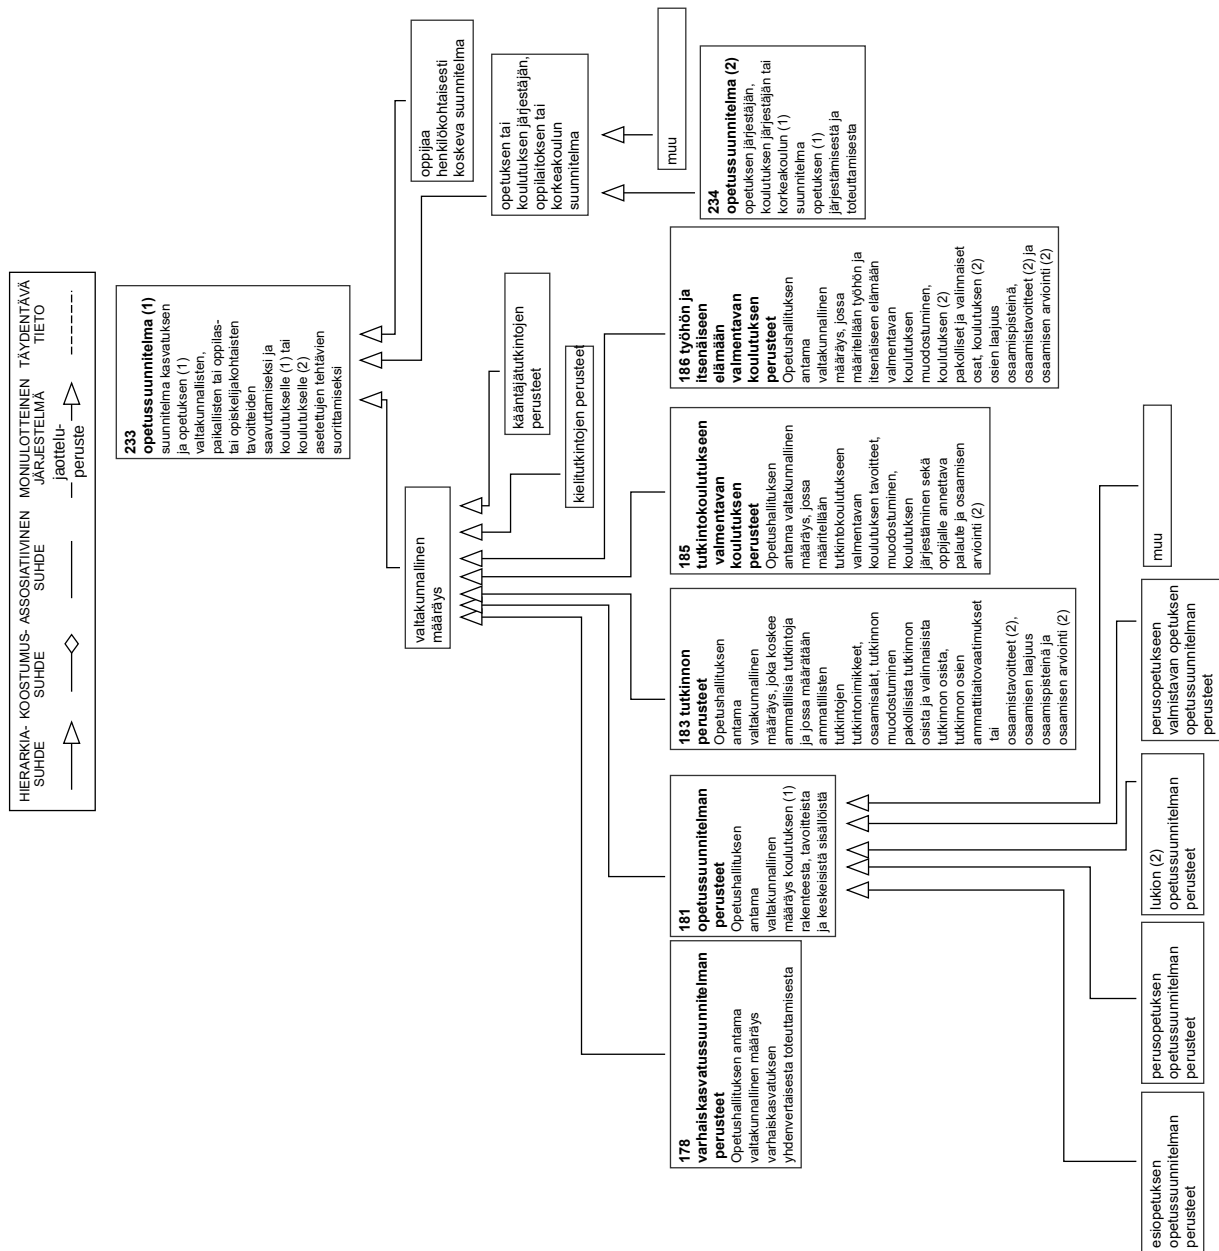 HIERARKIA-
SUHDE
KOOSTUMUS-
SUHDE
ASSOSIATIIVINEN
SUHDE
MONIULOTTEINEN
JÄRJESTELMÄ
jaottelu-
peruste
TÄYDENTÄVÄ
TIETO
233
opetussuunnitelma (1)
suunnitelma kasvatuksen
ja opetuksen (1)
valtakunnallisten,
paikallisten tai oppilas-
tai opiskelijakohtaisten
tavoitteiden
saavuttamiseksi ja
koulutukselle (1) tai
koulutukselle (2)
asetettujen tehtävien
suorittamiseksi
valtakunnallinen
määräys
oppijaa
henkilökohtaisesti
koskeva suunnitelma
opetuksen tai
koulutuksen järjestäjän,
oppilaitoksen tai
korkeakoulun
suunnitelma
kielitutkintojen perusteet
kääntäjätutkintojen
perusteet
178
varhaiskasvatussuunnitelman
perusteet
Opetushallituksen antama
valtakunnallinen määräys
varhaiskasvatuksen
yhdenvertaisesta toteuttamisesta
181
opetussuunnitelman
perusteet
Opetushallituksen
antama
valtakunnallinen
määräys koulutuksen (1)
rakenteesta, tavoitteista
ja keskeisistä sisällöistä
183 tutkinnon
perusteet
Opetushallituksen
antama
valtakunnallinen
määräys, joka koskee
ammatillisia tutkintoja
ja jossa määrätään
ammatillisten
tutkintojen
tutkintonimikkeet,
osaamisalat, tutkinnon
muodostuminen
pakollisista tutkinnon
osista ja valinnaisista
tutkinnon osista,
tutkinnon osien
ammattitaitovaatimukset
tai
osaamistavoitteet (2),
osaamisen laajuus
osaamispisteinä ja
osaamisen arviointi (2)
185
tutkintokoulutukseen
valmentavan
koulutuksen
perusteet
Opetushallituksen
antama valtakunnallinen
määräys, jossa
määritellään
tutkintokoulutukseen
valmentavan
koulutuksen tavoitteet,
muodostuminen,
koulutuksen
järjestäminen sekä
oppijalle annettava
palaute ja osaamisen
arviointi (2)
186 työhön ja
itsenäiseen
elämään
valmentavan
koulutuksen
perusteet
Opetushallituksen
antama
valtakunnallinen
määräys, jossa
määritellään työhön ja
itsenäiseen elämään
valmentavan
koulutuksen
muodostuminen,
koulutuksen (2)
pakolliset ja valinnaiset
osat, koulutuksen (2)
osien laajuus
osaamispisteinä,
osaamistavoitteet (2) ja
osaamisen arviointi (2)
234
opetussuunnitelma (2)
opetuksen järjestäjän,
koulutuksen järjestäjän tai
korkeakoulun (1)
suunnitelma
opetuksen (1)
järjestämisestä ja
toteuttamisesta
muu
esiopetuksen
opetussuunnitelman
perusteet
perusopetuksen
opetussuunnitelman
perusteet
lukion (2)
opetussuunnitelman
perusteet
perusopetukseen
valmistavan opetuksen
opetussuunnitelman
perusteet
muu